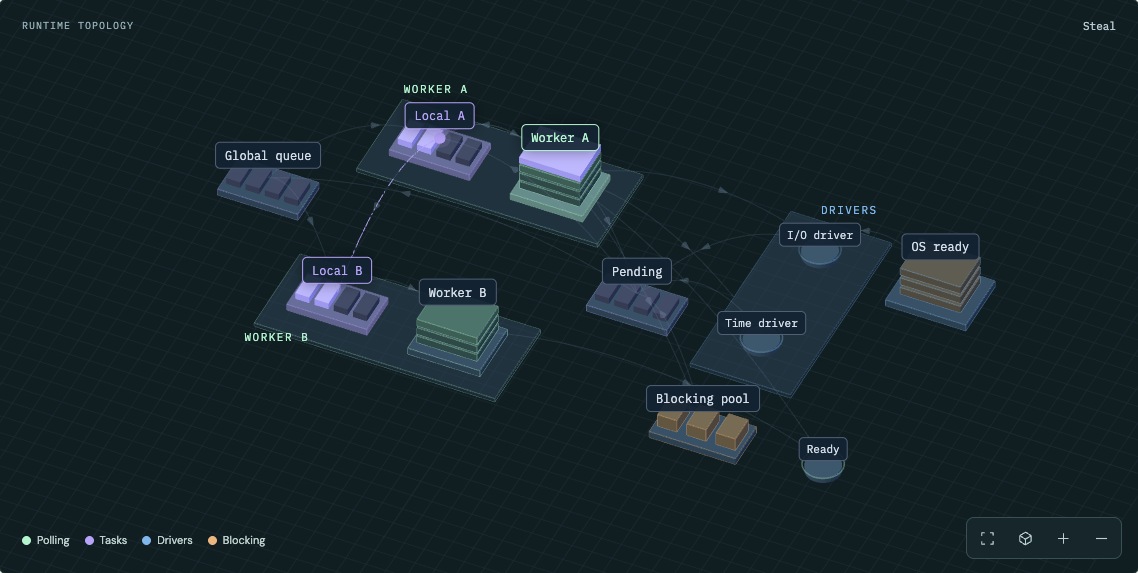 RUNTIME TOPOLOGY
Steal
WORKER A
Local A
Worker A
Global queue
DRIVERS
I/O driver
OS ready
Local B
Pending
Worker B
Time driver
WORKER B
Blocking pool
Ready
Polling
Tasks
Drivers
Blocking